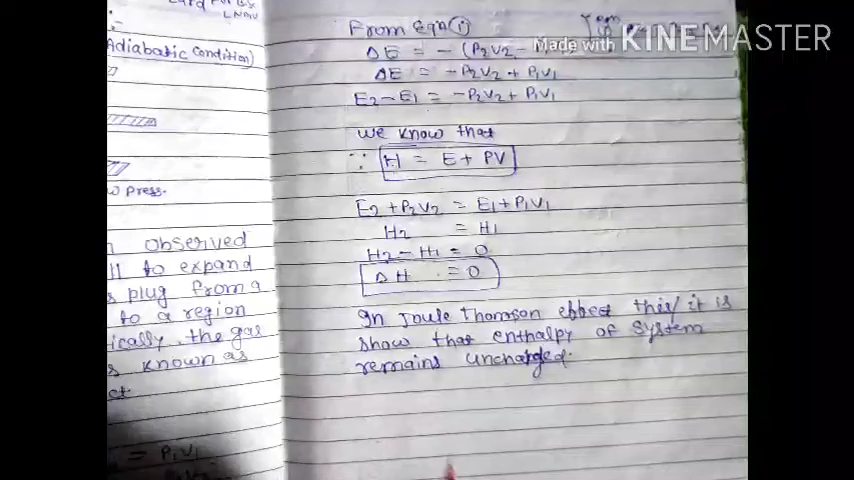 LNMU
(Adiabatic condition)
Press.
observed
to expand
plug from a
to a region
ically, the gas
s known as
ct
= P1V1
From Eqn (i)
ΔE = - (P2V2 -
ΔE = -P2V2 + P1V1
E2 - E1 = -P2V2 + P1V1
we know that
∵ H = E + PV
E2 + P2V2 = E1 + P1V1
H2 = H1
H2 - H1 = 0
ΔH = 0
In Joule Thomson effect this/it is
show that enthalpy of system
remains unchanged.
Made with KINEMASTER